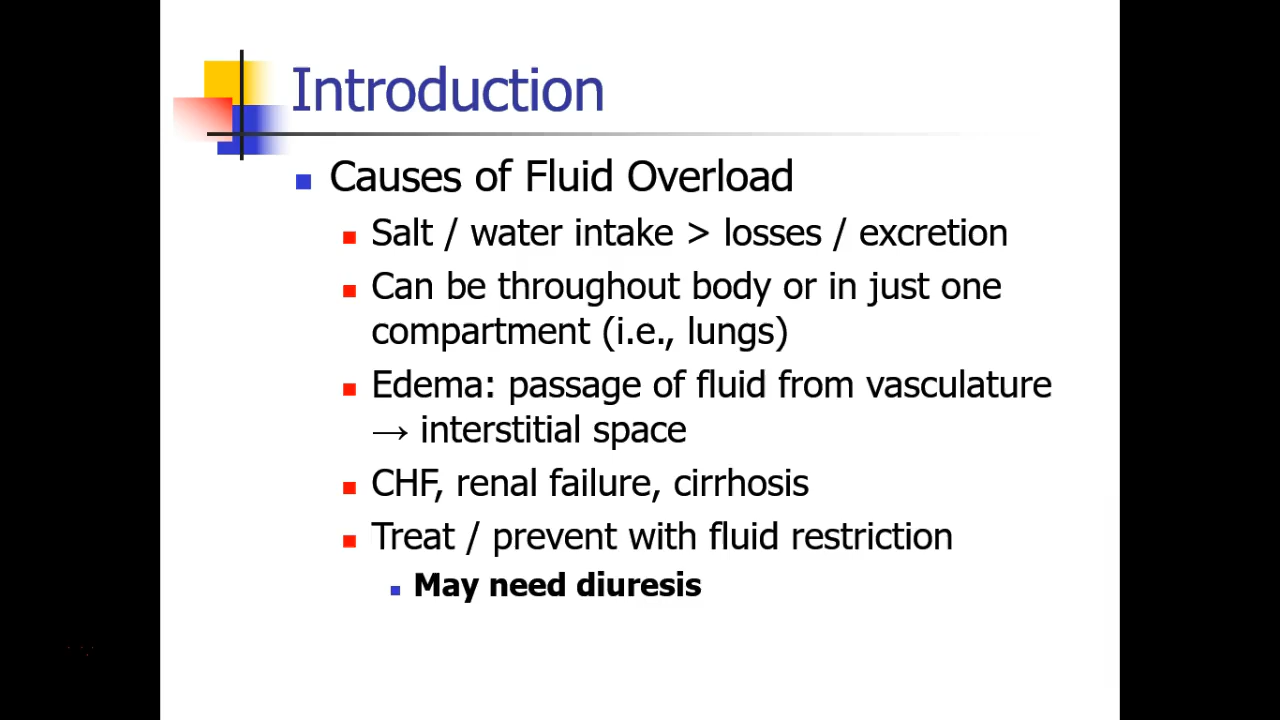 Introduction
Causes of Fluid Overload
Salt / water intake > losses / excretion
Can be throughout body or in just one
compartment (i.e., lungs)
Edema: passage of fluid from vasculature
→ interstitial space
CHF, renal failure, cirrhosis
Treat / prevent with fluid restriction
May need diuresis